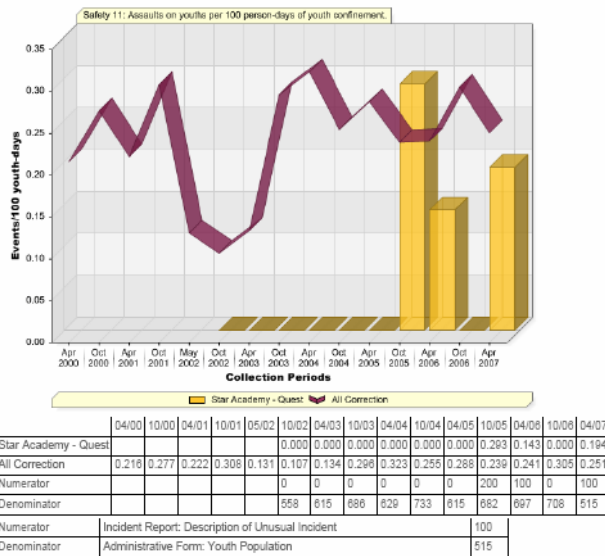 Safety 11: Assaults on youths per 100 person-days of youth confinement.
0.35
0.30
0.25
0.20
0.15
0.10
0.05
0.00
Events/100 youth-days
Apr 2000 Oct 2000 Apr 2001 Oct 2001 May 2002 Oct 2002 Apr 2003 Oct 2003 Apr 2004 Oct 2004 Apr 2005 Oct 2005 Apr 2006 Oct 2006 Apr 2007
Collection Periods
Star Academy - Quest All Correction
04/00 10/00 04/01 10/01 05/02 10/02 04/03 10/03 04/04 10/04 04/05 10/05 04/06 10/06 04/07
Star Academy - Quest 0.000 0.000 0.000 0.000 0.000 0.000 0.293 0.143 0.000 0.194
All Correction 0.216 0.277 0.222 0.308 0.131 0.107 0.134 0.296 0.323 0.255 0.288 0.239 0.241 0.305 0.251
Numerator 0 0 0 0 0 0 200 100 0 100
Denominator 558 615 686 629 733 615 682 697 708 515
Numerator Incident Report: Description of Unusual Incident 100
Denominator Administrative Form: Youth Population 515